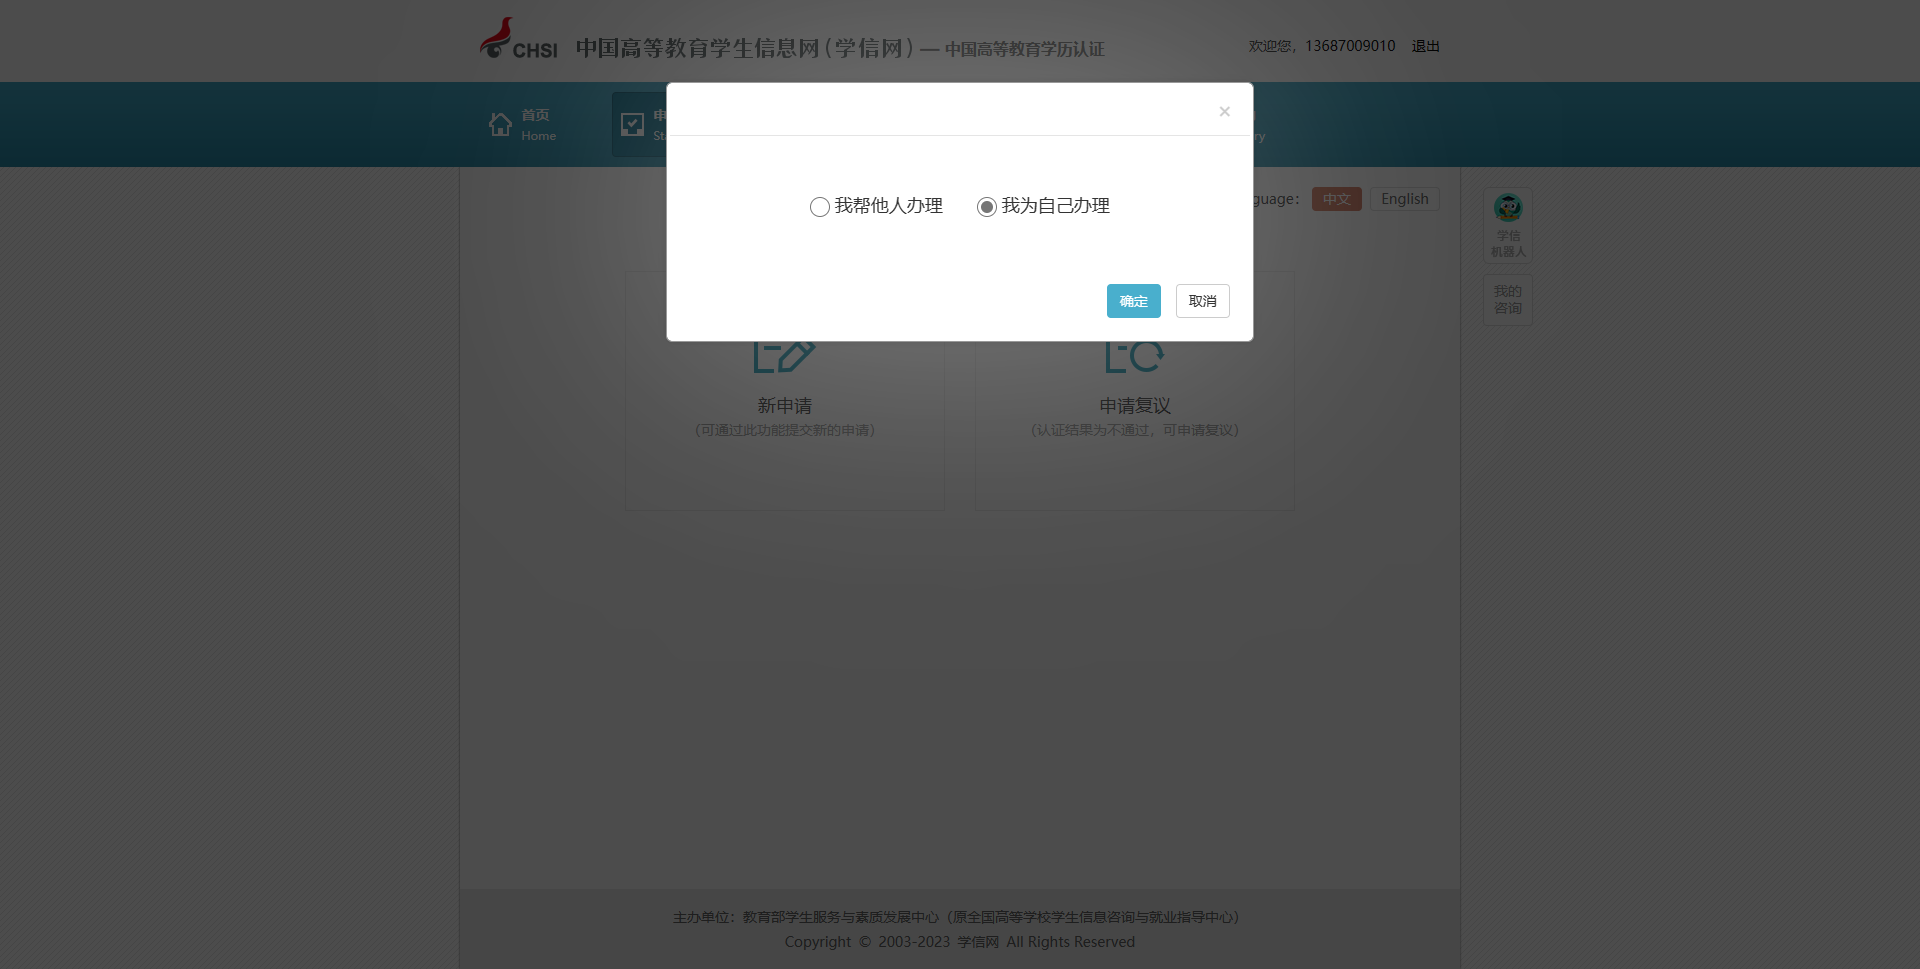 CHSI 中国高等教育学生信息网(学信网)— 中国高等教育学历认证
欢迎您，13687009010 退出
首页
Home
×
我帮他人办理 我为自己办理
中文 English
确定 取消
学信
机器人
我的
咨询
新申请
（可通过此功能提交新的申请）
申请复议
（认证结果为不通过，可申请复议）
主办单位：教育部学生服务与素质发展中心（原全国高等学校学生信息咨询与就业指导中心）
Copyright © 2003-2023 学信网 All Rights Reserved